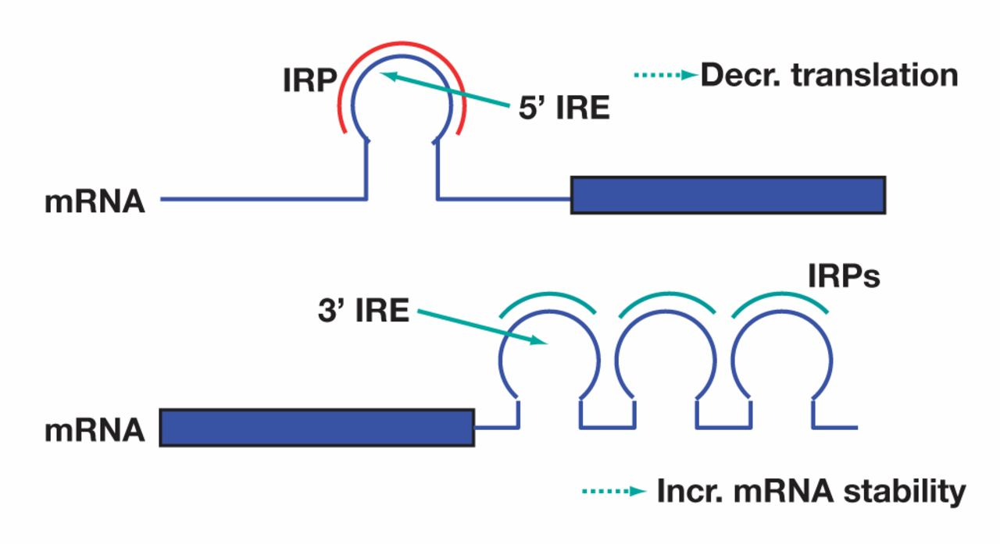 IRP
Decr. translation
5’ IRE
mRNA
IRPs
3’ IRE
mRNA
Incr. mRNA stability